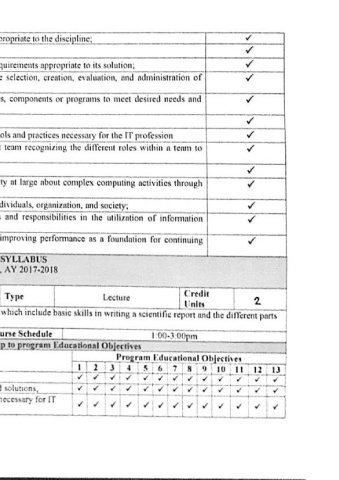 ropriate to the discipline; ✓
✓
quirements appropriate to its solution; ✓
e selection, creation, evaluation, and administration of ✓
s, components or programs to meet desired needs and ✓
✓
ols and practices necessary for the IT profession ✓
team recognizing the different roles within a team to ✓
✓
ty at large about complex computing activities through ✓
dividuals, organization, and society; ✓
and responsibilities in the utilization of information ✓
improving performance as a foundation for continuing ✓
SYLLABUS
, AY 2017-2018
Type Lecture Credit Units 2
which include basic skills in writing a scientific report and the different parts
urse Schedule 1:00-3:00pm
p to program Educational Objectives
Program Educational Objectives
1 2 3 4 5 6 7 8 9 10 11 12 13
✓ ✓ ✓ ✓ ✓ ✓ ✓ ✓ ✓ ✓ ✓ ✓ ✓
d solutions, ✓ ✓ ✓ ✓ ✓ ✓ ✓ ✓ ✓ ✓ ✓ ✓ ✓
necessary for IT ✓ ✓ ✓ ✓ ✓ ✓ ✓ ✓ ✓ ✓ ✓ ✓ ✓